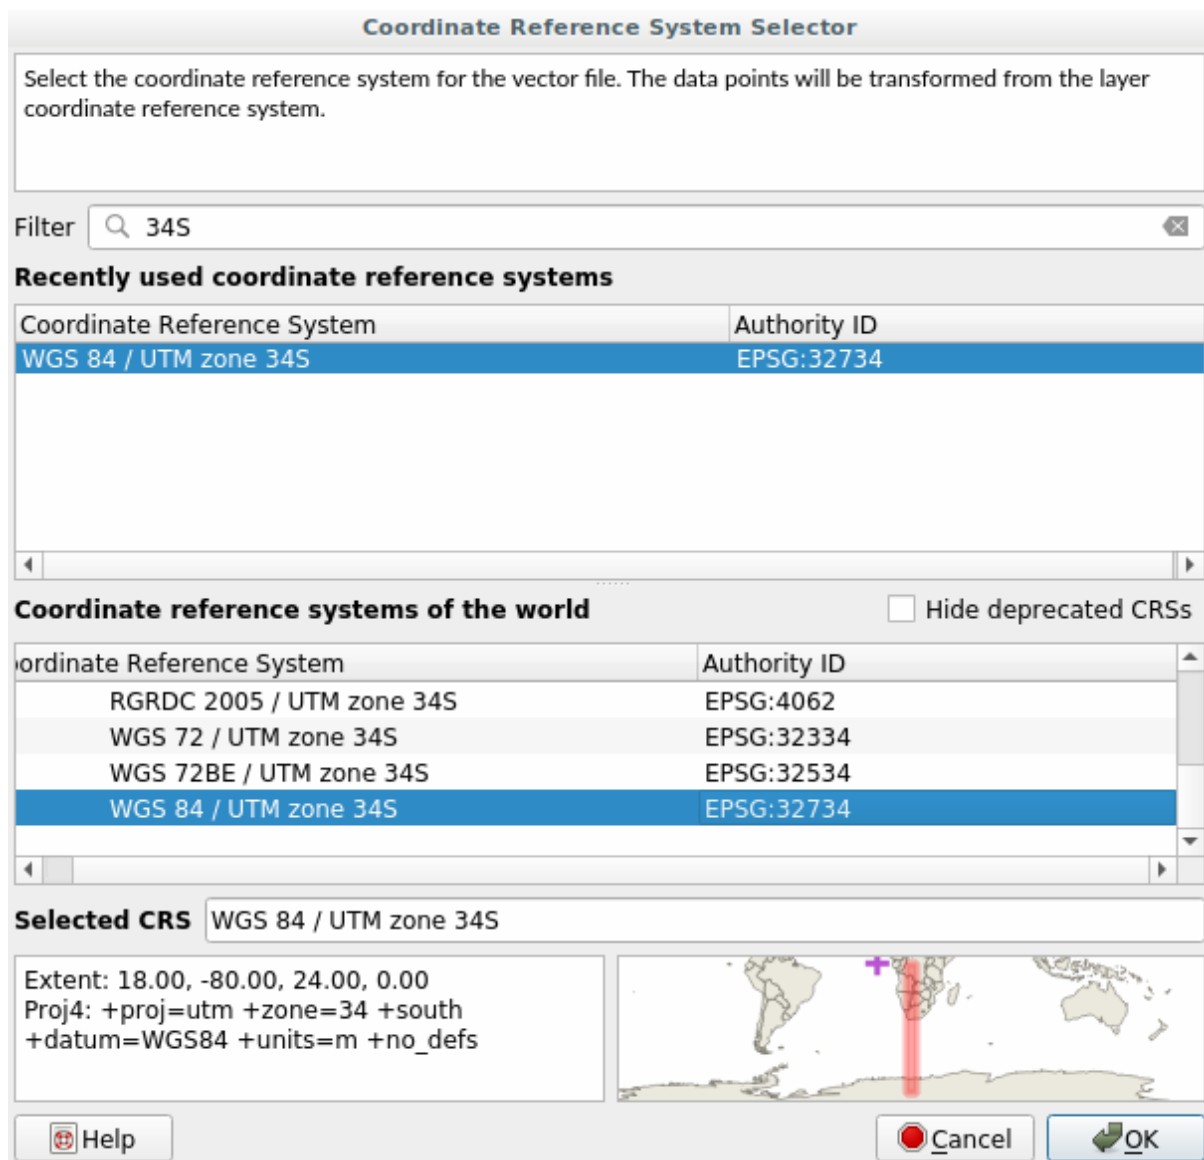 Coordinate Reference System Selector
Select the coordinate reference system for the vector file. The data points will be transformed from the layer
coordinate reference system.
Filter 34S
Recently used coordinate reference systems
Coordinate Reference System Authority ID
WGS 84 / UTM zone 34S EPSG:32734
Coordinate reference systems of the world Hide deprecated CRSs
ordinate Reference System Authority ID
RGRDC 2005 / UTM zone 34S EPSG:4062
WGS 72 / UTM zone 34S EPSG:32334
WGS 72BE / UTM zone 34S EPSG:32534
WGS 84 / UTM zone 34S EPSG:32734
Selected CRS WGS 84 / UTM zone 34S
Extent: 18.00, -80.00, 24.00, 0.00
Proj4: +proj=utm +zone=34 +south
+datum=WGS84 +units=m +no_defs
Help Cancel OK